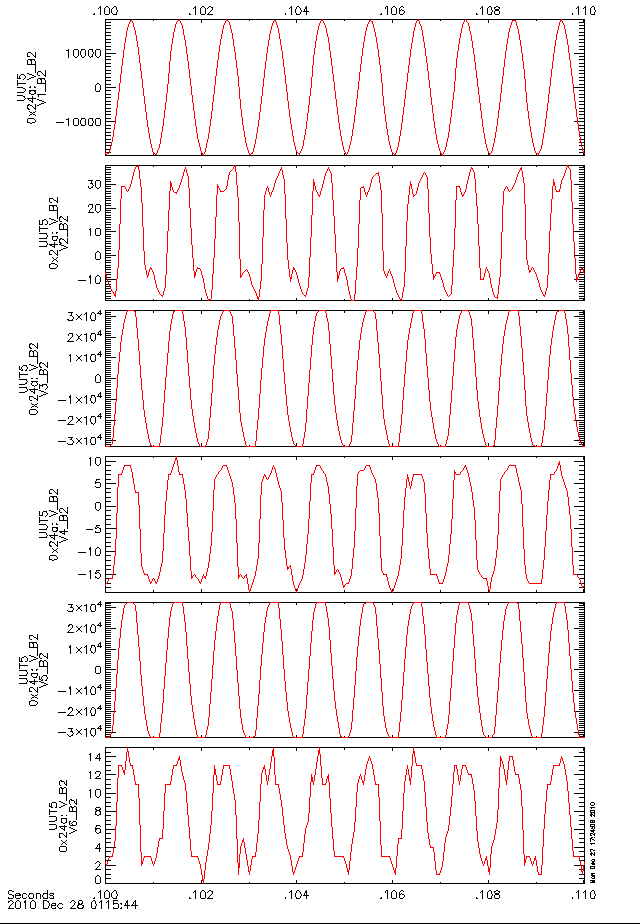 .100 .102 .104 .106 .108 .110
UUT5
0x24a: V_B2
V1_B2
10000
0
−10000
UUT5
0x24a: V_B2
V2_B2
30
20
10
0
−10
UUT5
0x24a: V_B2
V3_B2
3×10⁴
2×10⁴
1×10⁴
0
−1×10⁴
−2×10⁴
−3×10⁴
UUT5
0x24a: V_B2
V4_B2
10
5
0
−5
−10
−15
UUT5
0x24a: V_B2
V5_B2
3×10⁴
2×10⁴
1×10⁴
0
−1×10⁴
−2×10⁴
−3×10⁴
UUT5
0x24a: V_B2
V6_B2
14
12
10
8
6
4
2
0
.100 .102 .104 .106 .108 .110
Seconds
2010 Dec 28 0115:44
Mon Dec 27 2010